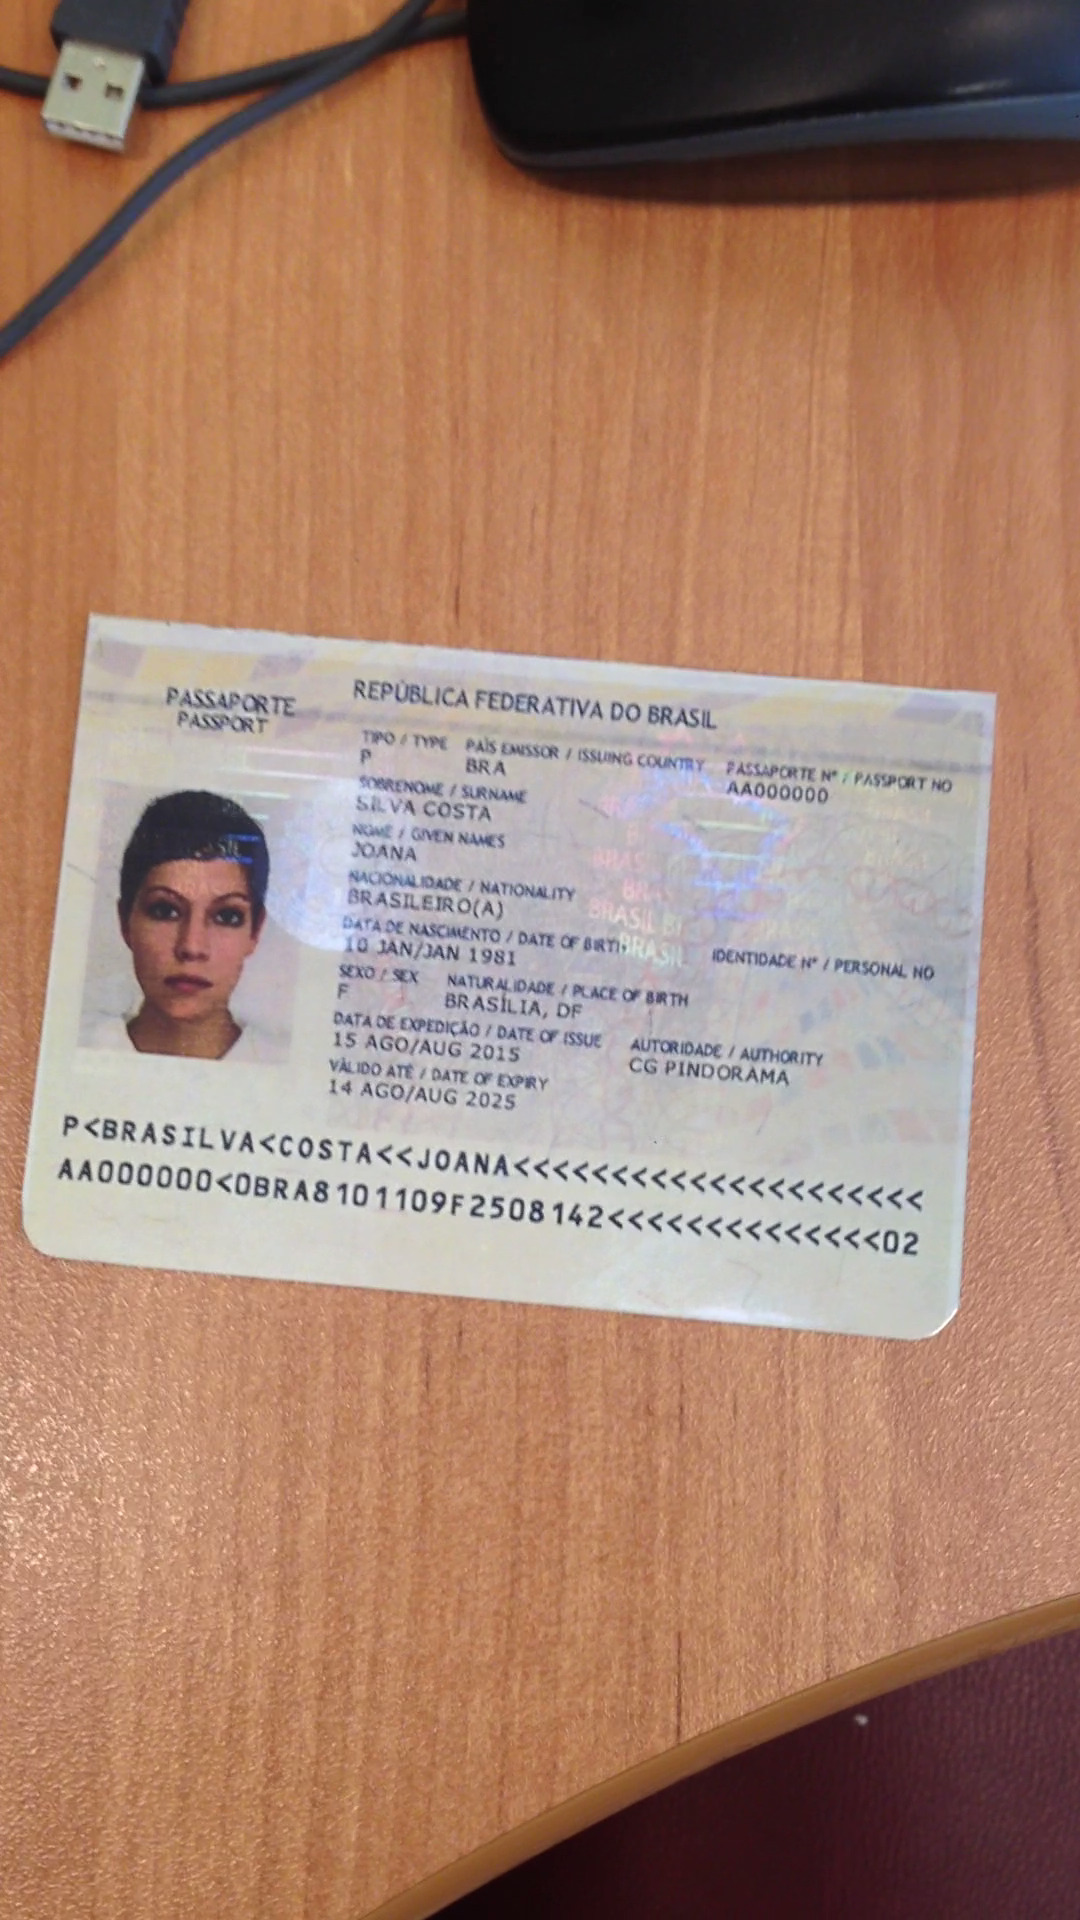 PASSAPORTE
PASSPORT
REPÚBLICA FEDERATIVA DO BRASIL
TIPO / TYPE PAÍS EMISSOR / ISSUING COUNTRY PASSAPORTE Nº / PASSPORT NO
P BRA AA000000
SOBRENOME / SURNAME
SILVA COSTA
NOME / GIVEN NAMES
JOANA
NACIONALIDADE / NATIONALITY
BRASILEIRO(A)
DATA DE NASCIMENTO / DATE OF BIRTH IDENTIDADE Nº / PERSONAL NO
10 JAN/JAN 1981
SEXO / SEX NATURALIDADE / PLACE OF BIRTH
F BRASÍLIA, DF
DATA DE EXPEDIÇÃO / DATE OF ISSUE AUTORIDADE / AUTHORITY
15 AGO/AUG 2015 CG PINDORAMA
VÁLIDO ATÉ / DATE OF EXPIRY
14 AGO/AUG 2025
P<BRASILVA<COSTA<<JOANA<<<<<<<<<<<<<<<<<<<<<
AA000000<0BRA8101109F2508142<<<<<<<<<<<<<<02